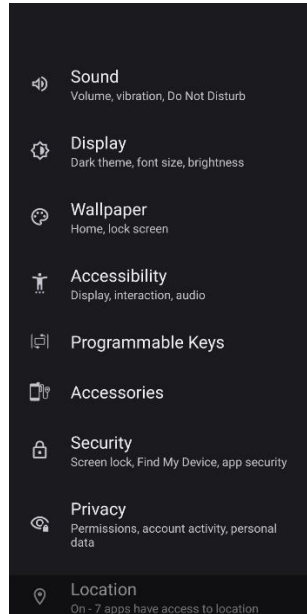 Sound
Volume, vibration, Do Not Disturb
Display
Dark theme, font size, brightness
Wallpaper
Home, lock screen
Accessibility
Display, interaction, audio
Programmable Keys
Accessories
Security
Screen lock, Find My Device, app security
Privacy
Permissions, account activity, personal
data
Location
On - 7 apps have access to location